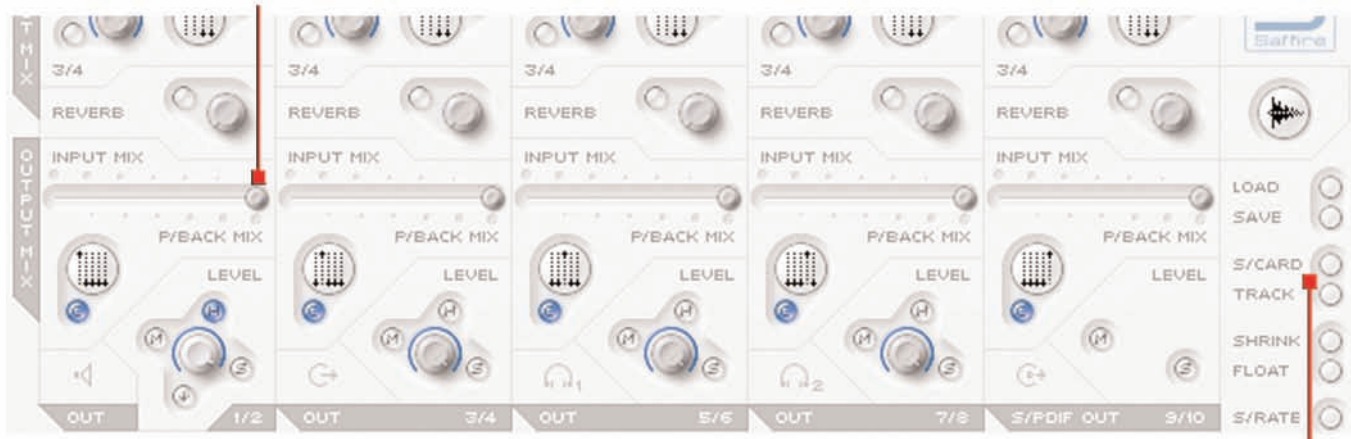 T MIX
Saffire
3/4
3/4
3/4
3/4
3/4
REVERB
REVERB
REVERB
REVERB
REVERB
OUTPUT MIX
INPUT MIX
INPUT MIX
INPUT MIX
INPUT MIX
INPUT MIX
LOAD
SAVE
P/BACK MIX
P/BACK MIX
P/BACK MIX
P/BACK MIX
P/BACK MIX
LEVEL
LEVEL
LEVEL
LEVEL
LEVEL
S/CARD
TRACK
H
H
H
H
M
M
M
M
M
S
S
S
S
S
SHRINK
FLOAT
1
2
OUT 1/2
OUT 3/4
OUT 5/6
OUT 7/8
S/PDIF OUT 9/10
S/RATE